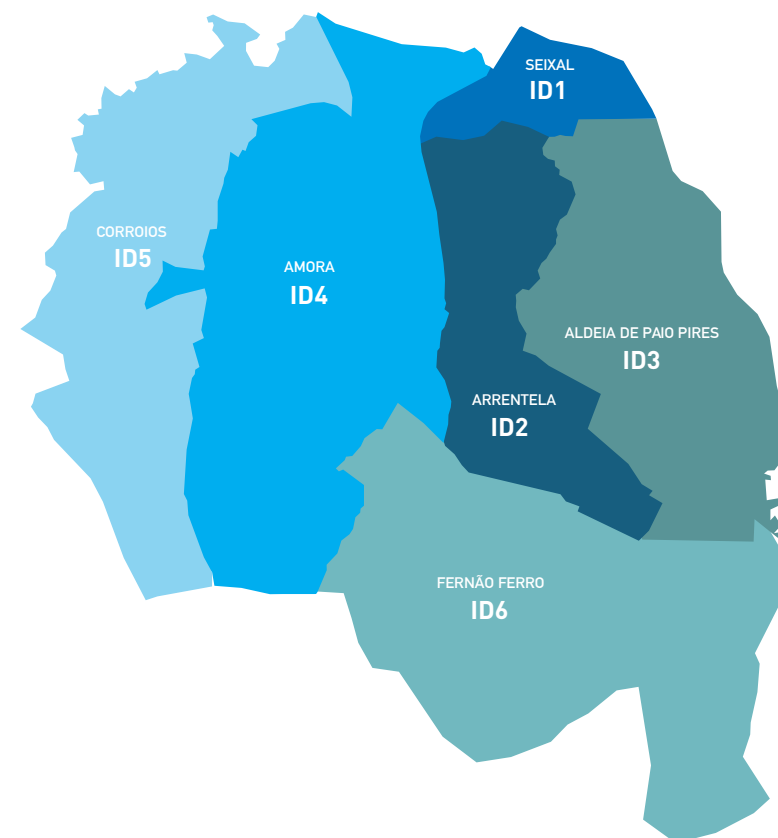 SEIXAL
ID1
CORROIOS
ID5
AMORA
ID4
ALDEIA DE PAIO PIRES
ID3
ARRENTELA
ID2
FERNÃO FERRO
ID6